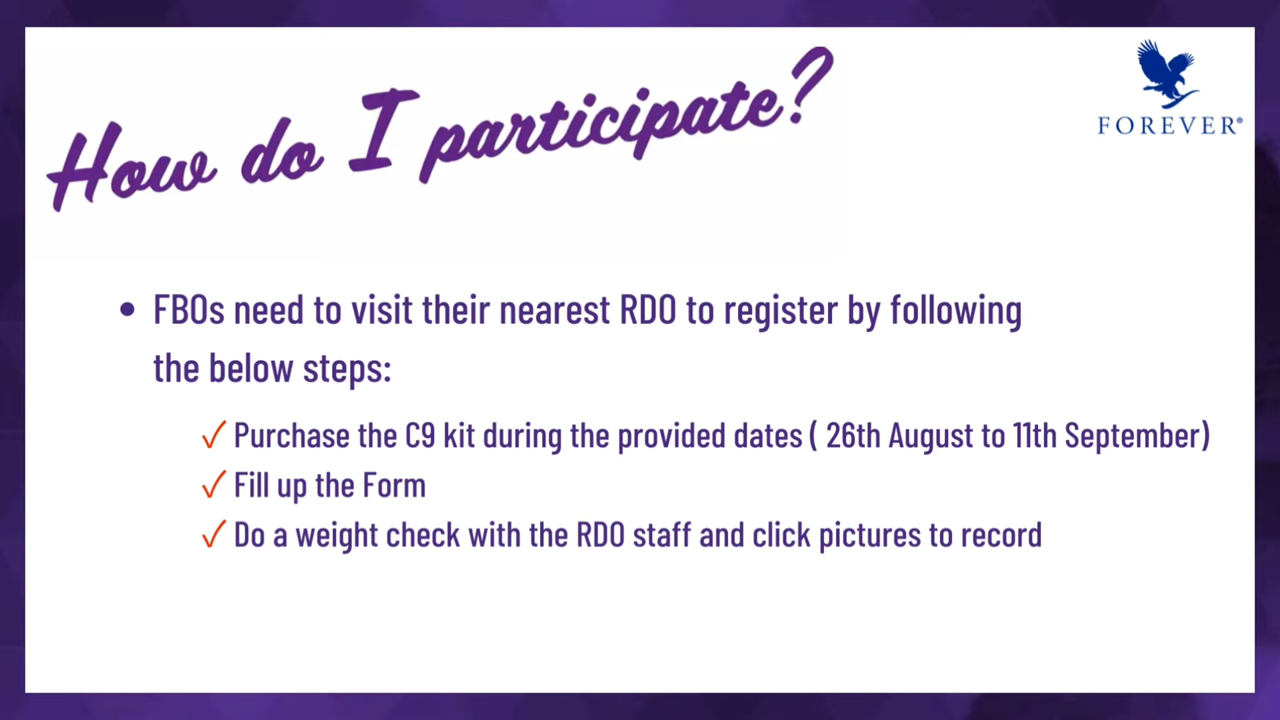 How do I participate?
FOREVER®
• FBOs need to visit their nearest RDO to register by following
the below steps:
✓ Purchase the C9 kit during the provided dates ( 26th August to 11th September)
✓ Fill up the Form
✓ Do a weight check with the RDO staff and click pictures to record